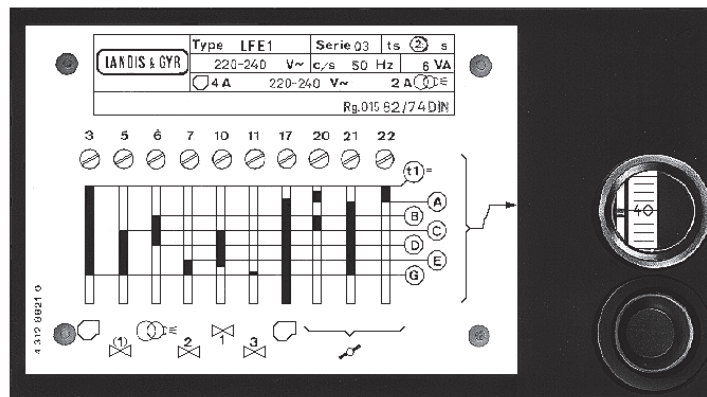 LANDIS & GYR
Type LFE1 Serie 03 ts 2 s
220-240 V~ c/s 50 Hz 6 VA
4 A 220-240 V~ 2 A
Rg.015 82/74 DIN
3 5 6 7 10 11 17 20 21 22
t1 =
A
B
C
D
E
G
40
(1) 2 1 3
4 312 8821 0